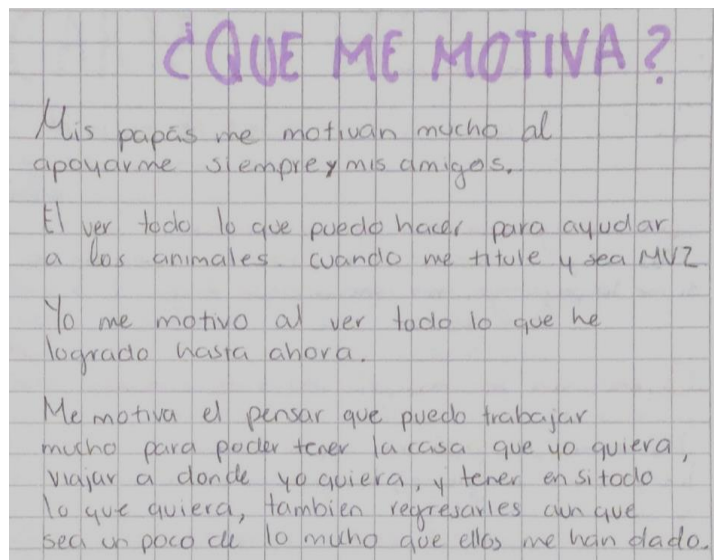 ¿QUE ME MOTIVA?
Mis papás me motivan mucho al
apoyarme siempre y mis amigos.
El ver todo lo que puedo hacer para ayudar
a los animales cuando me titule y sea MVZ
Yo me motivo al ver todo lo que he
logrado hasta ahora.
Me motiva el pensar que puedo trabajar
mucho para poder tener la casa que yo quiera,
viajar a donde yo quiera, y tener en si todo
lo que quiera, tambien regresarles aun que
sea un poco de lo mucho que ellos me han dado.